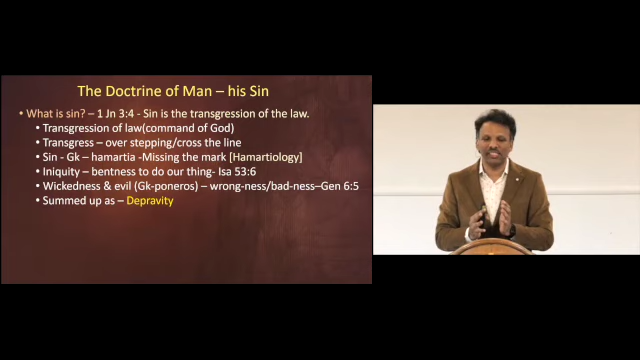 The Doctrine of Man – his Sin
• What is sin? – 1 Jn 3:4 - Sin is the transgression of the law.
• Transgression of law(command of God)
• Transgress – over stepping/cross the line
• Sin - Gk – hamartia -Missing the mark [Hamartiology]
• Iniquity – bentness to do our thing- Isa 53:6
• Wickedness & evil (Gk-poneros) – wrong-ness/bad-ness–Gen 6:5
• Summed up as – Depravity